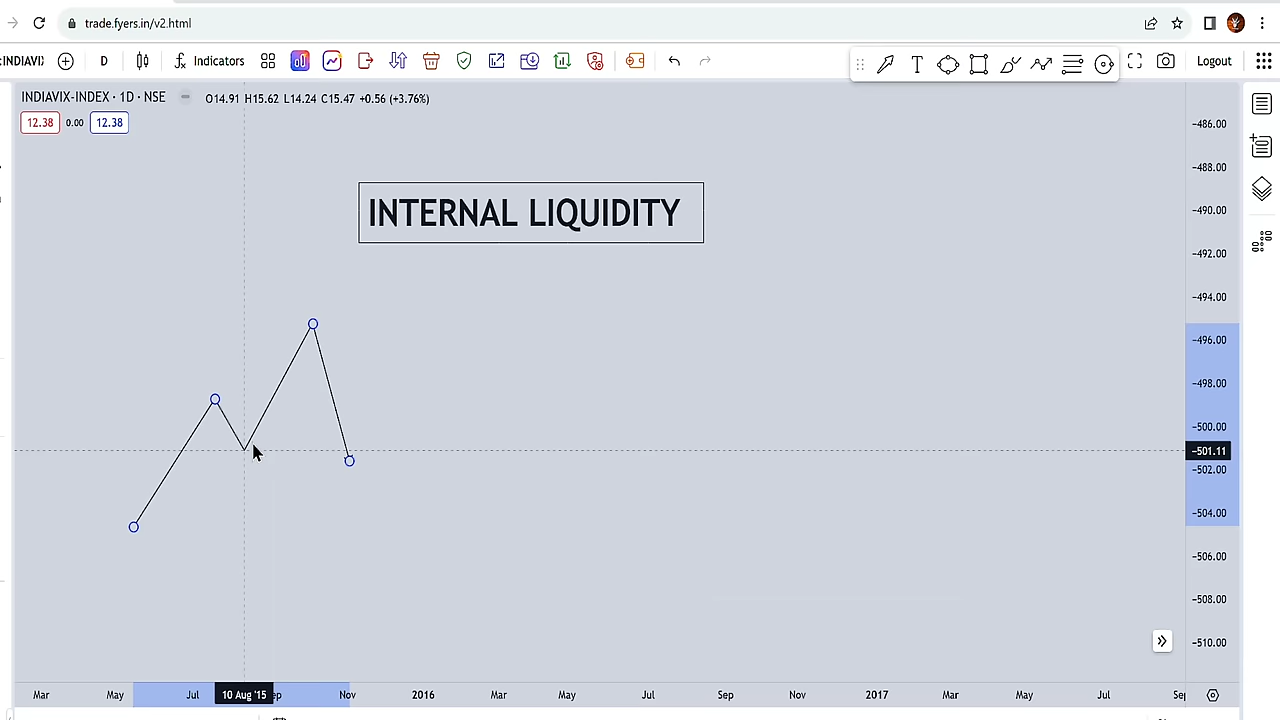 trade.fyers.in/v2.html
:INDIAVI D Indicators Logout
INDIAVIX-INDEX · 1D · NSE O14.91 H15.62 L14.24 C15.47 +0.56 (+3.76%)
12.38 0.00 12.38
INTERNAL LIQUIDITY
−486.00
−488.00
−490.00
−492.00
−494.00
−496.00
−498.00
−500.00
−501.11
−502.00
−504.00
−506.00
−508.00
−510.00
Mar May Jul 10 Aug '15 ep Nov 2016 Mar May Jul Sep Nov 2017 Mar May Jul Sep